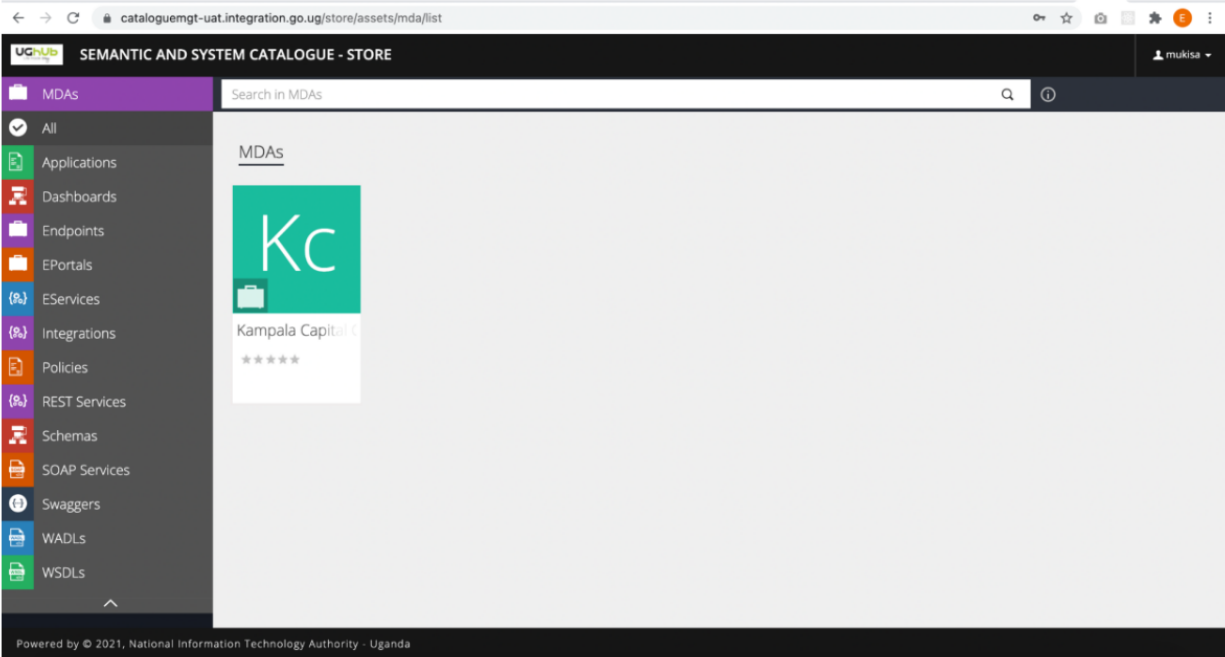 cataloguemgt-uat.integration.go.ug/store/assets/mda/list
E
UGhUb
SEMANTIC AND SYSTEM CATALOGUE - STORE
mukisa
MDAs
Search in MDAs
All
Applications
Dashboards
Endpoints
EPortals
EServices
Integrations
Policies
REST Services
Schemas
SOAP Services
Swaggers
WADLs
WSDLs
MDAs
Kc
Kampala Capital C
Powered by © 2021, National Information Technology Authority - Uganda